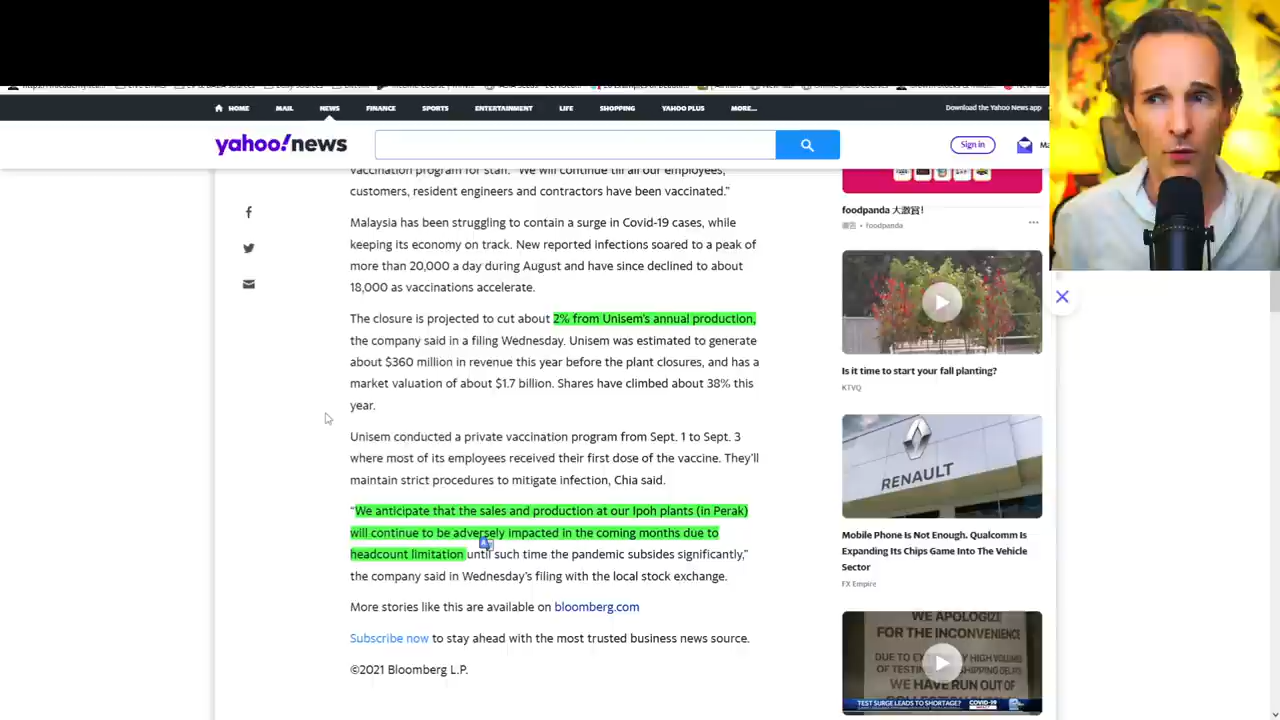 HOME MAIL NEWS FINANCE SPORTS ENTERTAINMENT LIFE SHOPPING YAHOO PLUS MORE...
Download the Yahoo News app
yahoo!news
Sign in
Ma
vaccination program for staff. "We will continue till all our employees,
customers, resident engineers and contractors have been vaccinated."
Malaysia has been struggling to contain a surge in Covid-19 cases, while
keeping its economy on track. New reported infections soared to a peak of
more than 20,000 a day during August and have since declined to about
18,000 as vaccinations accelerate.
The closure is projected to cut about 2% from Unisem's annual production,
the company said in a filing Wednesday. Unisem was estimated to generate
about $360 million in revenue this year before the plant closures, and has a
market valuation of about $1.7 billion. Shares have climbed about 38% this
year.
Unisem conducted a private vaccination program from Sept. 1 to Sept. 3
where most of its employees received their first dose of the vaccine. They'll
maintain strict procedures to mitigate infection, Chia said.
"We anticipate that the sales and production at our Ipoh plants (in Perak)
will continue to be adversely impacted in the coming months due to
headcount limitation until such time the pandemic subsides significantly,"
the company said in Wednesday's filing with the local stock exchange.
More stories like this are available on bloomberg.com
Subscribe now to stay ahead with the most trusted business news source.
©2021 Bloomberg L.P.
foodpanda 大激賞!
foodpanda
Is it time to start your fall planting?
KTVQ
RENAULT
Mobile Phone Is Not Enough. Qualcomm Is
Expanding Its Chips Game Into The Vehicle
Sector
FX Empire
WE APOLOGIZE
FOR THE INCONVENIENCE
WE HAVE RUN OUT OF
TEST SURGE LEADS TO SHORTAGE?
COVID-19